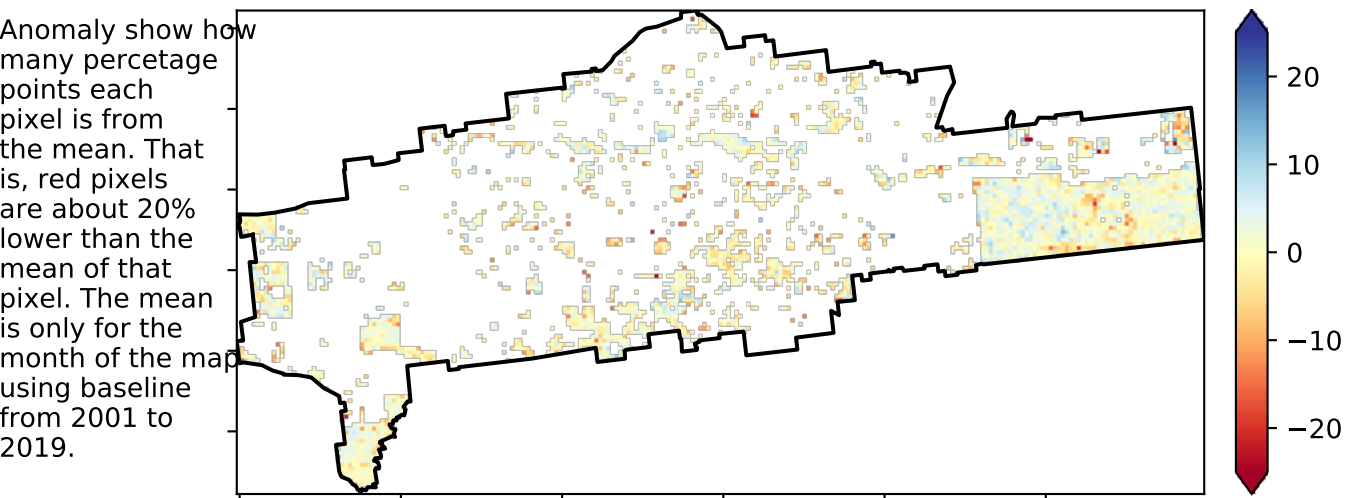 Anomaly show how
many percetage
points each
pixel is from
the mean. That
is, red pixels
are about 20%
lower than the
mean of that
pixel. The mean
is only for the
month of the map
using baseline
from 2001 to
2019.
20
10
0
−10
−20